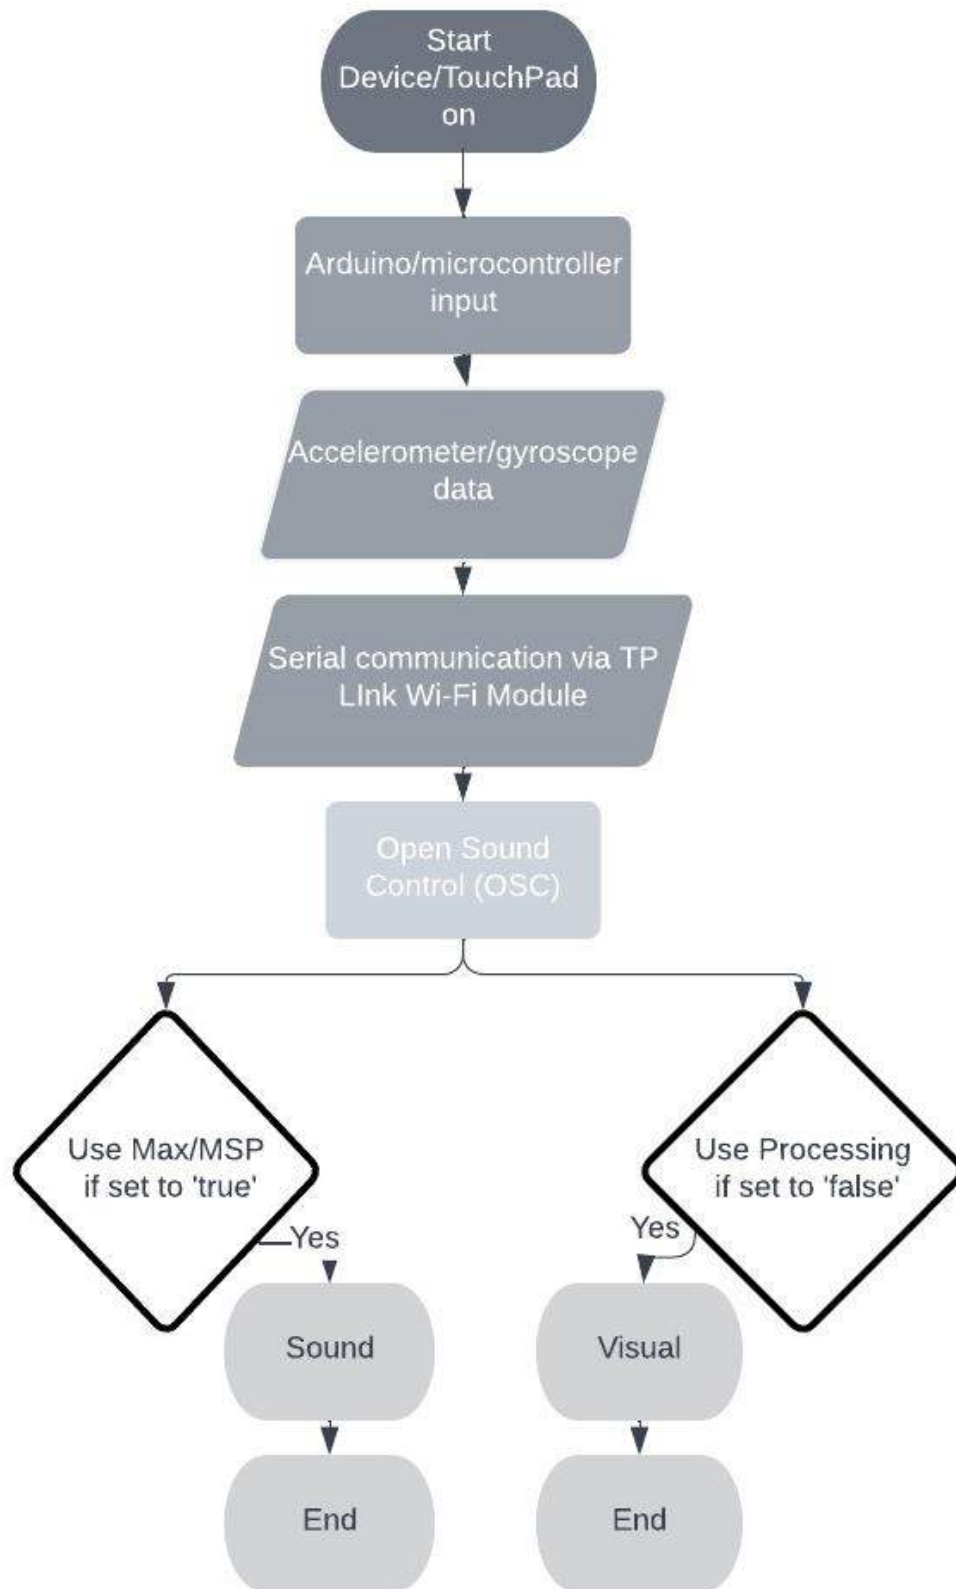 Start
Device/TouchPad
on
Arduino/microcontroller
input
Accelerometer/gyroscope
data
Serial communication via TP
LInk Wi-Fi Module
Open Sound
Control (OSC)
Use Max/MSP
if set to 'true'
Use Processing
if set to 'false'
Yes
Yes
Sound
Visual
End
End